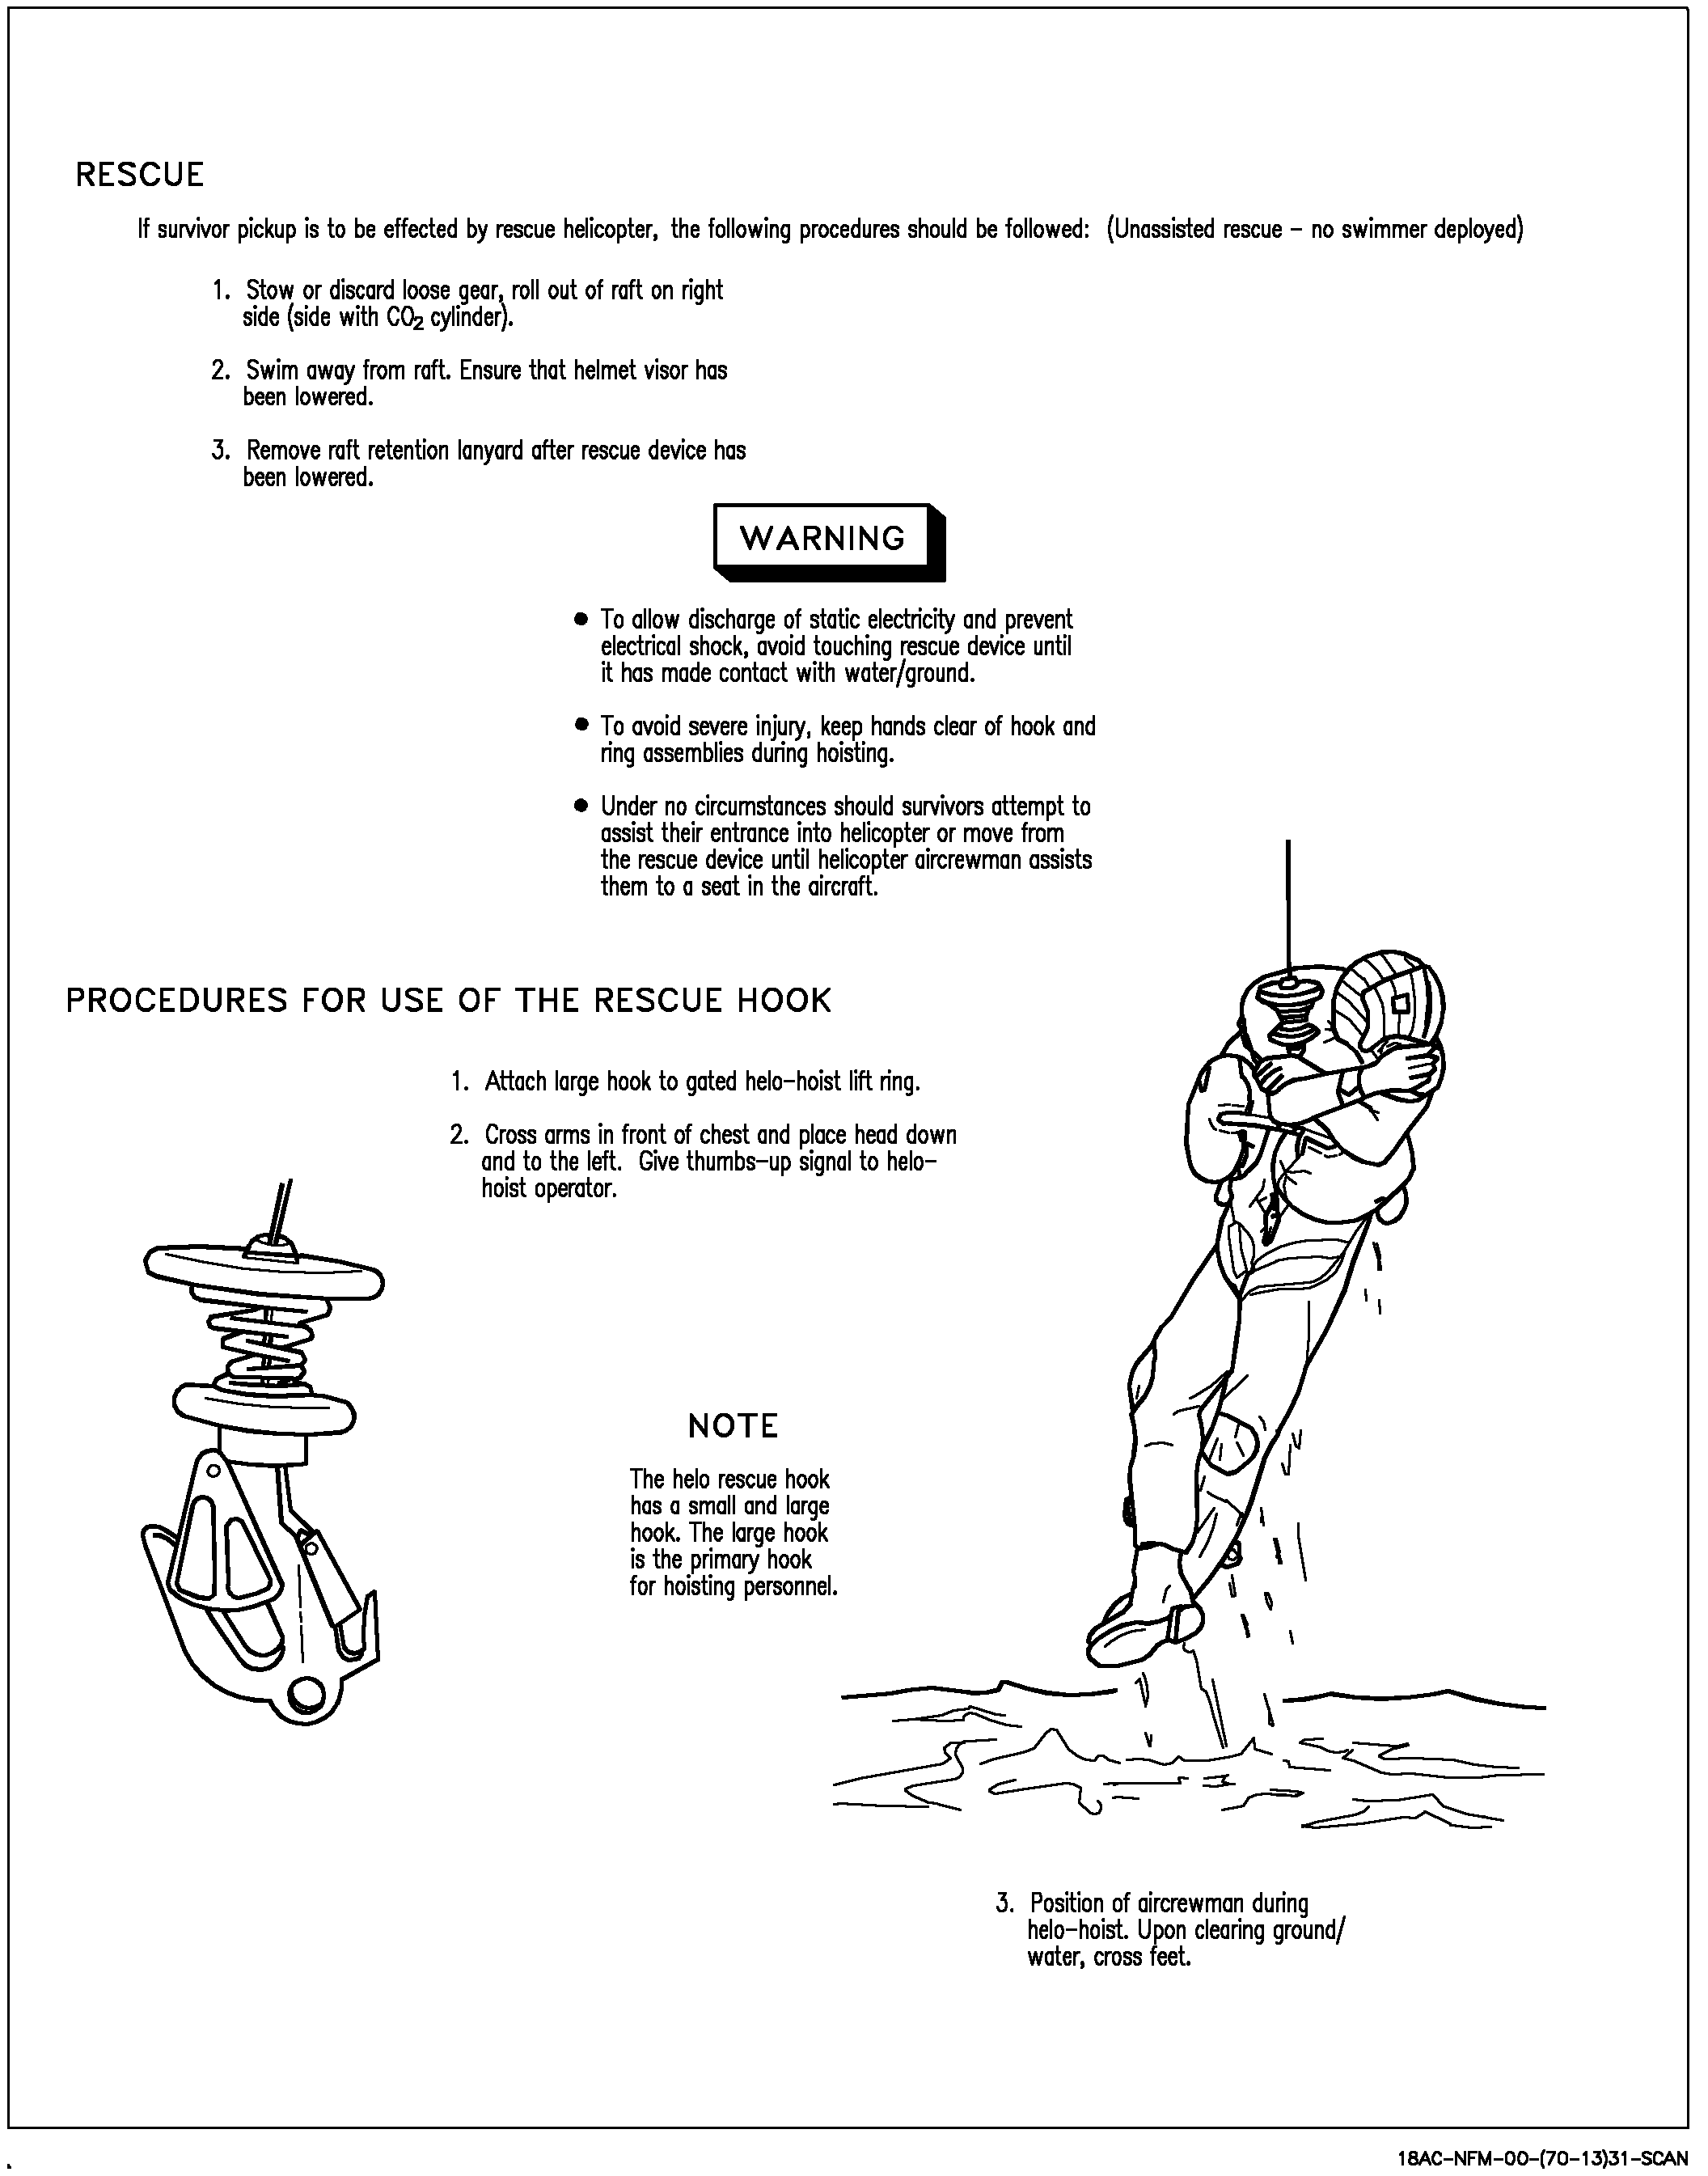 RESCUE
If survivor pickup is to be effected by rescue helicopter, the following procedures should be followed: (Unassisted rescue – no swimmer deployed)
1. Stow or discard loose gear, roll out of raft on right
side (side with CO₂ cylinder).
2. Swim away from raft. Ensure that helmet visor has
been lowered.
3. Remove raft retention lanyard after rescue device has
been lowered.
WARNING
● To allow discharge of static electricity and prevent
electrical shock, avoid touching rescue device until
it has made contact with water/ground.
● To avoid severe injury, keep hands clear of hook and
ring assemblies during hoisting.
● Under no circumstances should survivors attempt to
assist their entrance into helicopter or move from
the rescue device until helicopter aircrewman assists
them to a seat in the aircraft.
PROCEDURES FOR USE OF THE RESCUE HOOK
1. Attach large hook to gated helo-hoist lift ring.
2. Cross arms in front of chest and place head down
and to the left. Give thumbs-up signal to helo-
hoist operator.
NOTE
The helo rescue hook
has a small and large
hook. The large hook
is the primary hook
for hoisting personnel.
3. Position of aircrewman during
helo-hoist. Upon clearing ground/
water, cross feet.
18AC-NFM-00-(70-13)31-SCAN